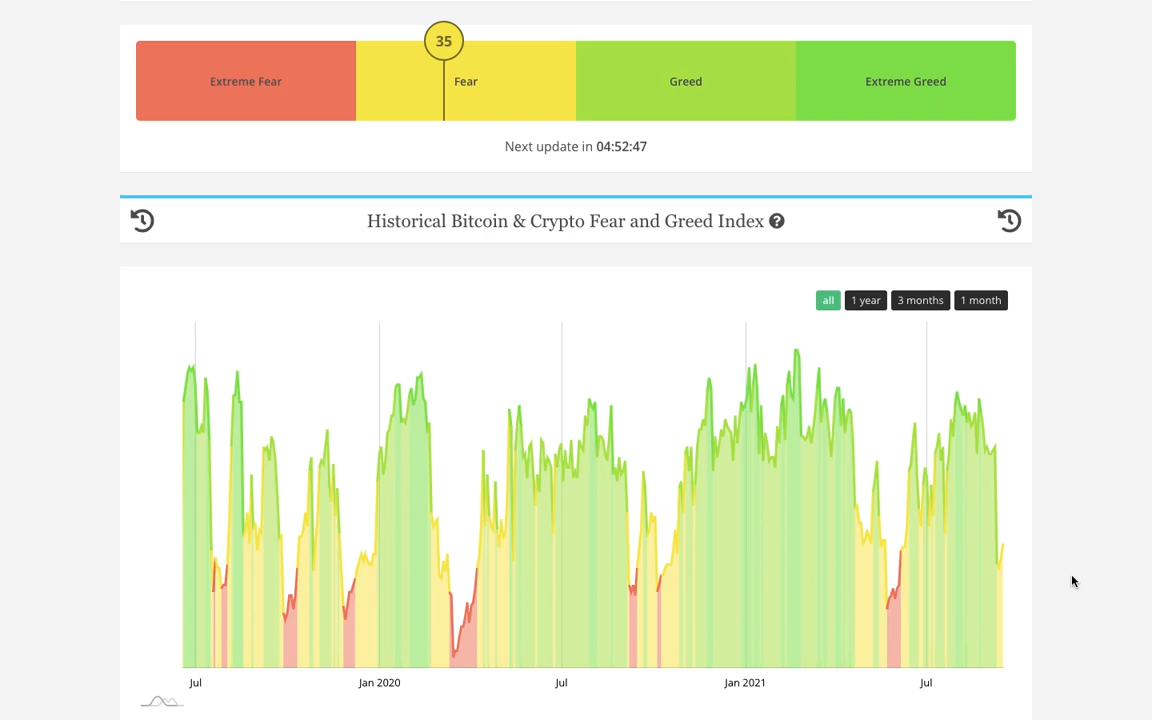 35
Extreme Fear
Fear
Greed
Extreme Greed
Next update in 04:52:47
Historical Bitcoin & Crypto Fear and Greed Index ?
all 1 year 3 months 1 month
Jul Jan 2020 Jul Jan 2021 Jul